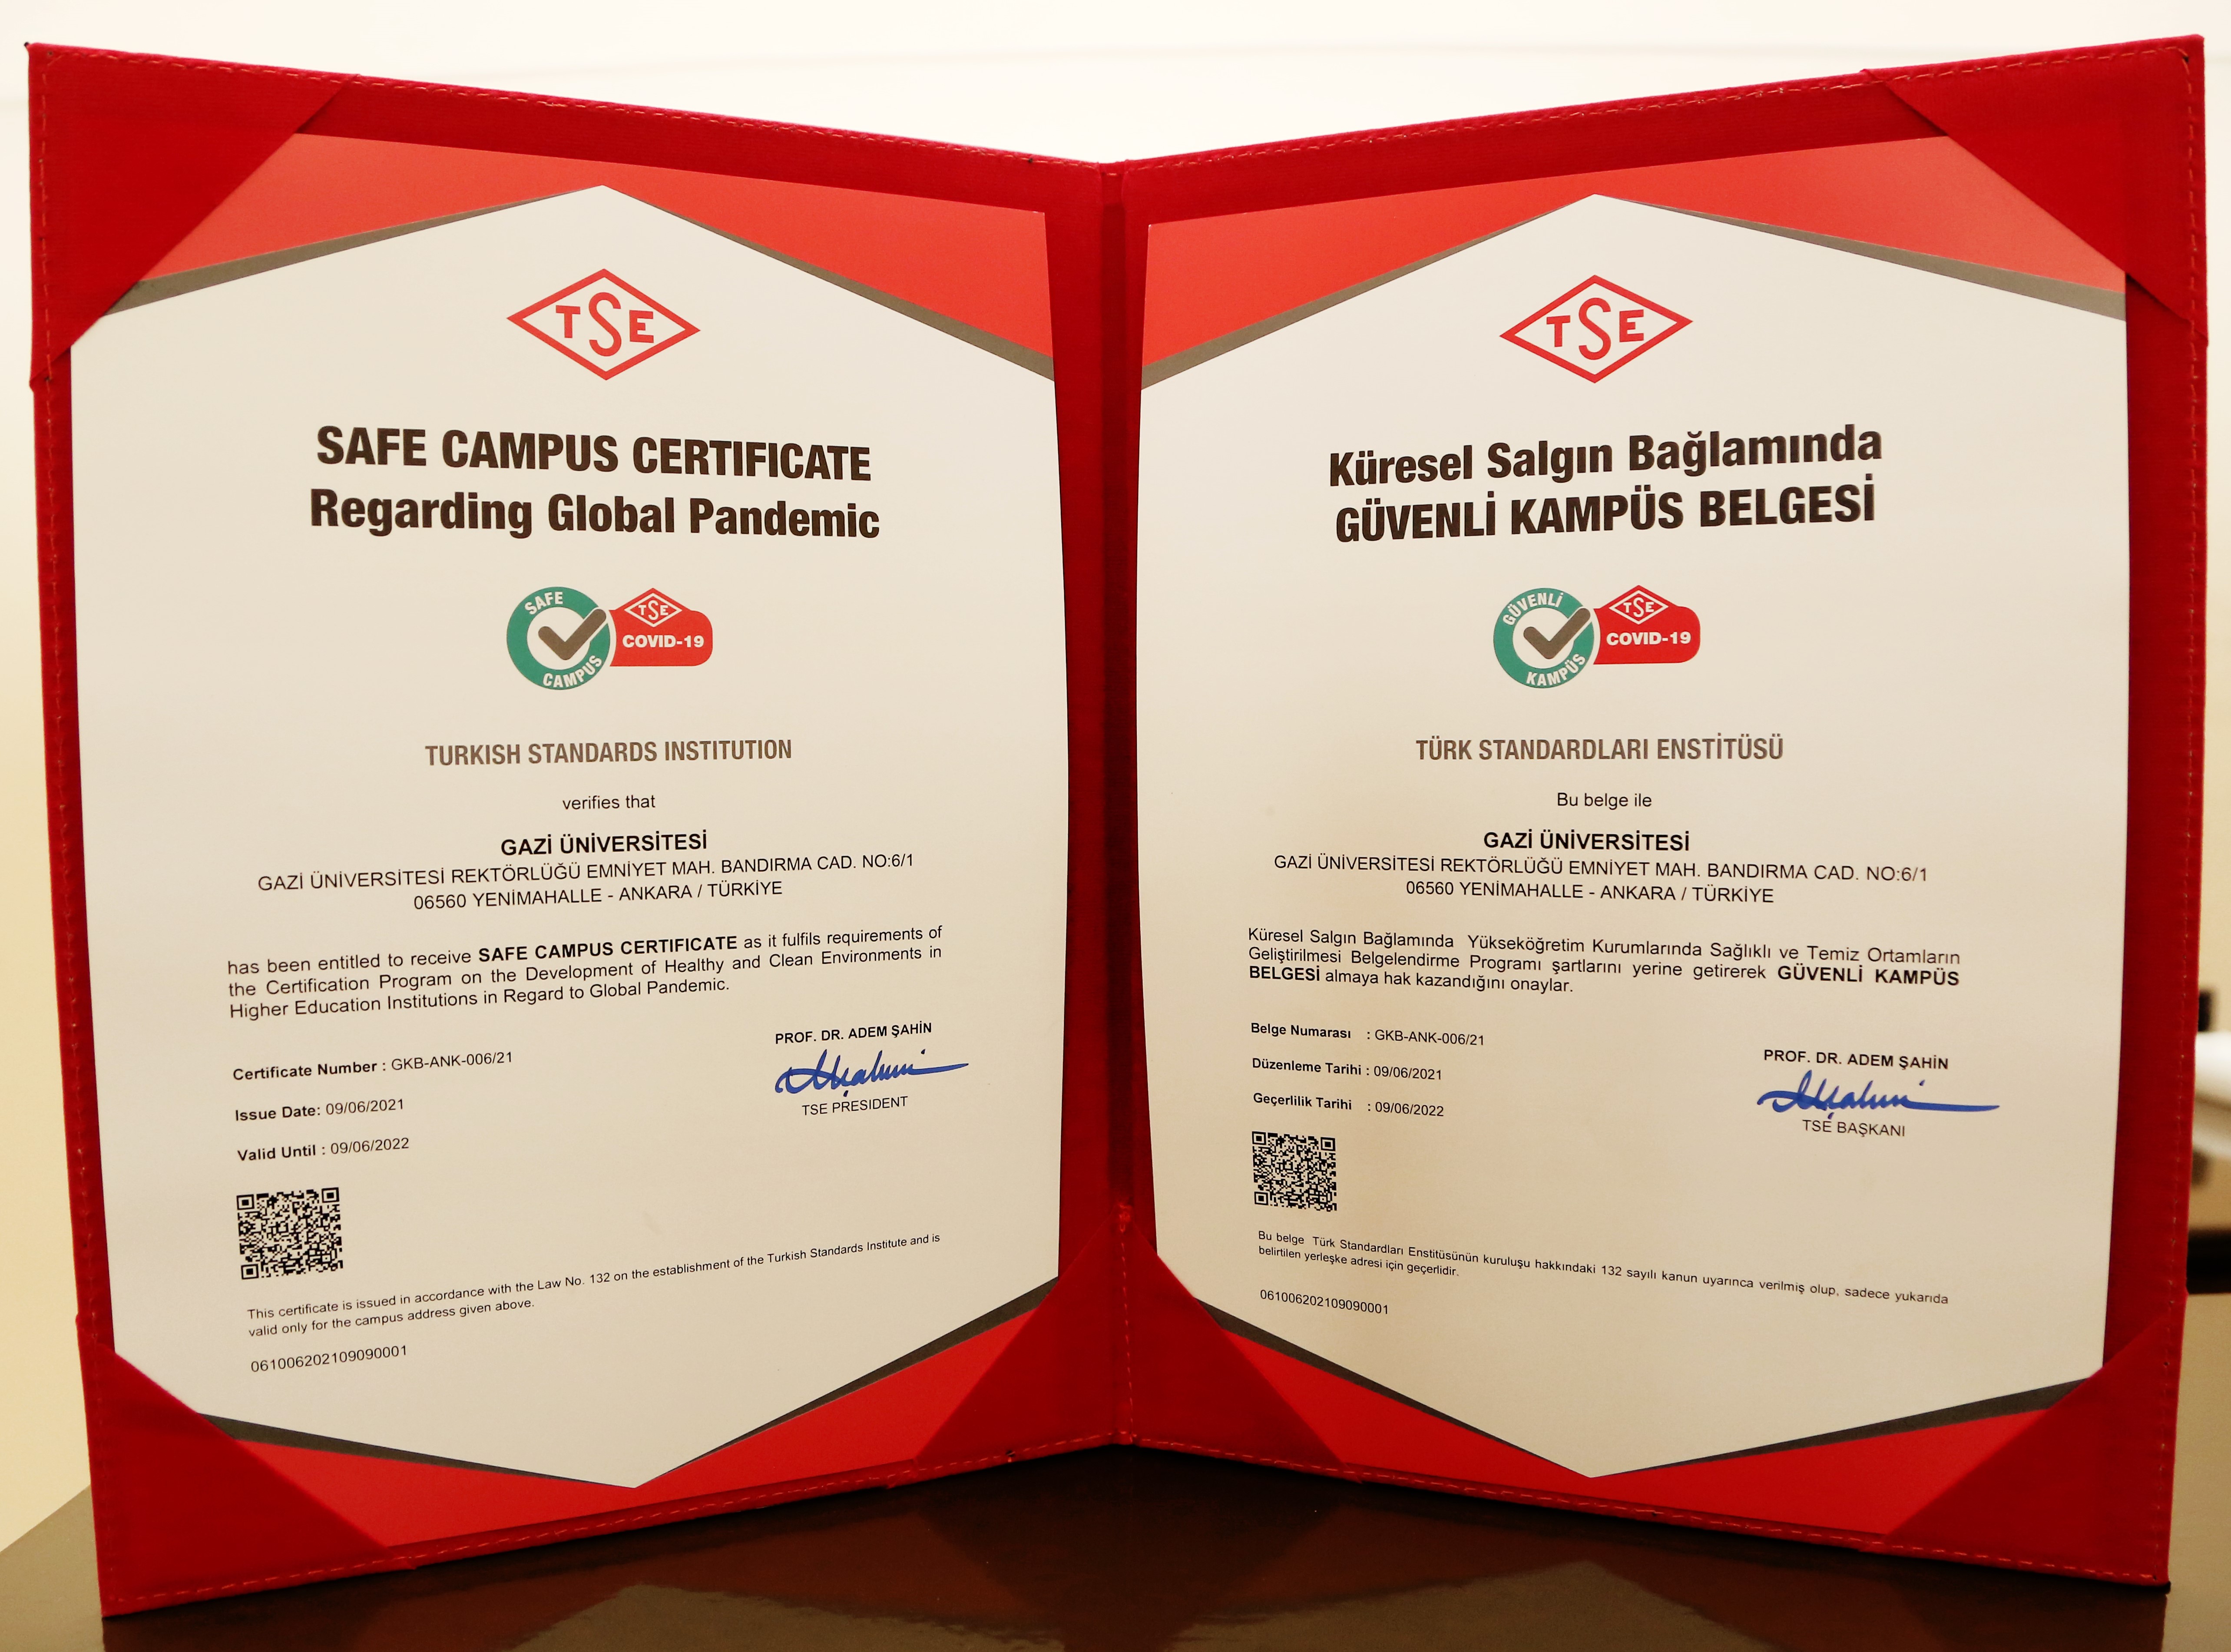 TSE
SAFE CAMPUS CERTIFICATE
Regarding Global Pandemic
SAFE CAMPUS
TSE
COVID-19
TURKISH STANDARDS INSTITUTION
verifies that
GAZİ ÜNİVERSİTESİ
GAZİ ÜNİVERSİTESİ REKTÖRLÜĞÜ EMNİYET MAH. BANDIRMA CAD. NO:6/1
06560 YENİMAHALLE - ANKARA / TÜRKİYE
has been entitled to receive SAFE CAMPUS CERTIFICATE as it fulfils requirements of
the Certification Program on the Development of Healthy and Clean Environments in
Higher Education Institutions in Regard to Global Pandemic.
PROF. DR. ADEM ŞAHİN
Certificate Number : GKB-ANK-006/21
TSE PRESIDENT
Issue Date: 09/06/2021
Valid Until : 09/06/2022
This certificate is issued in accordance with the Law No. 132 on the establishment of the Turkish Standards Institute and is
valid only for the campus address given above.
061006202109090001
TSE
Küresel Salgın Bağlamında
GÜVENLİ KAMPÜS BELGESİ
GÜVENLİ KAMPÜS
TSE
COVID-19
TÜRK STANDARDLARI ENSTİTÜSÜ
Bu belge ile
GAZİ ÜNİVERSİTESİ
GAZİ ÜNİVERSİTESİ REKTÖRLÜĞÜ EMNİYET MAH. BANDIRMA CAD. NO:6/1
06560 YENİMAHALLE - ANKARA / TÜRKİYE
Küresel Salgın Bağlamında Yükseköğretim Kurumlarında Sağlıklı ve Temiz Ortamların
Geliştirilmesi Belgelendirme Programı şartlarını yerine getirerek GÜVENLİ KAMPÜS
BELGESİ almaya hak kazandığını onaylar.
Belge Numarası : GKB-ANK-006/21
PROF. DR. ADEM ŞAHİN
Düzenleme Tarihi : 09/06/2021
Geçerlilik Tarihi : 09/06/2022
TSE BAŞKANI
Bu belge Türk Standardları Enstitüsünün kuruluşu hakkındaki 132 sayılı kanun uyarınca verilmiş olup, sadece yukarıda
belirtilen yerleşke adresi için geçerlidir.
061006202109090001